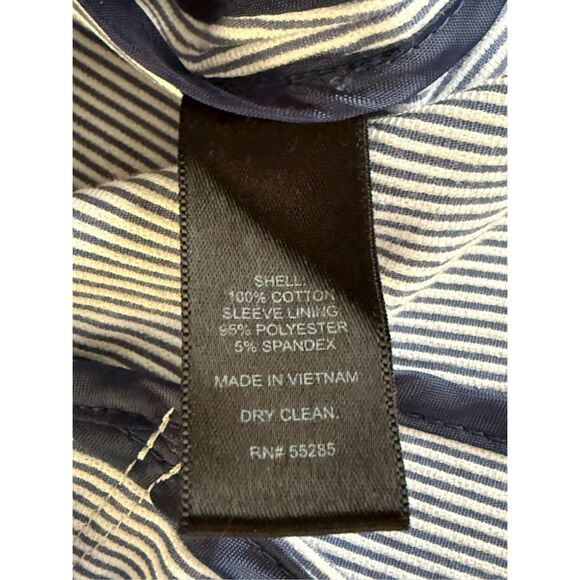 SHELL:
100% COTTON
SLEEVE LINING
95% POLYESTER
5% SPANDEX
MADE IN VIETNAM
DRY CLEAN.
RN# 55285